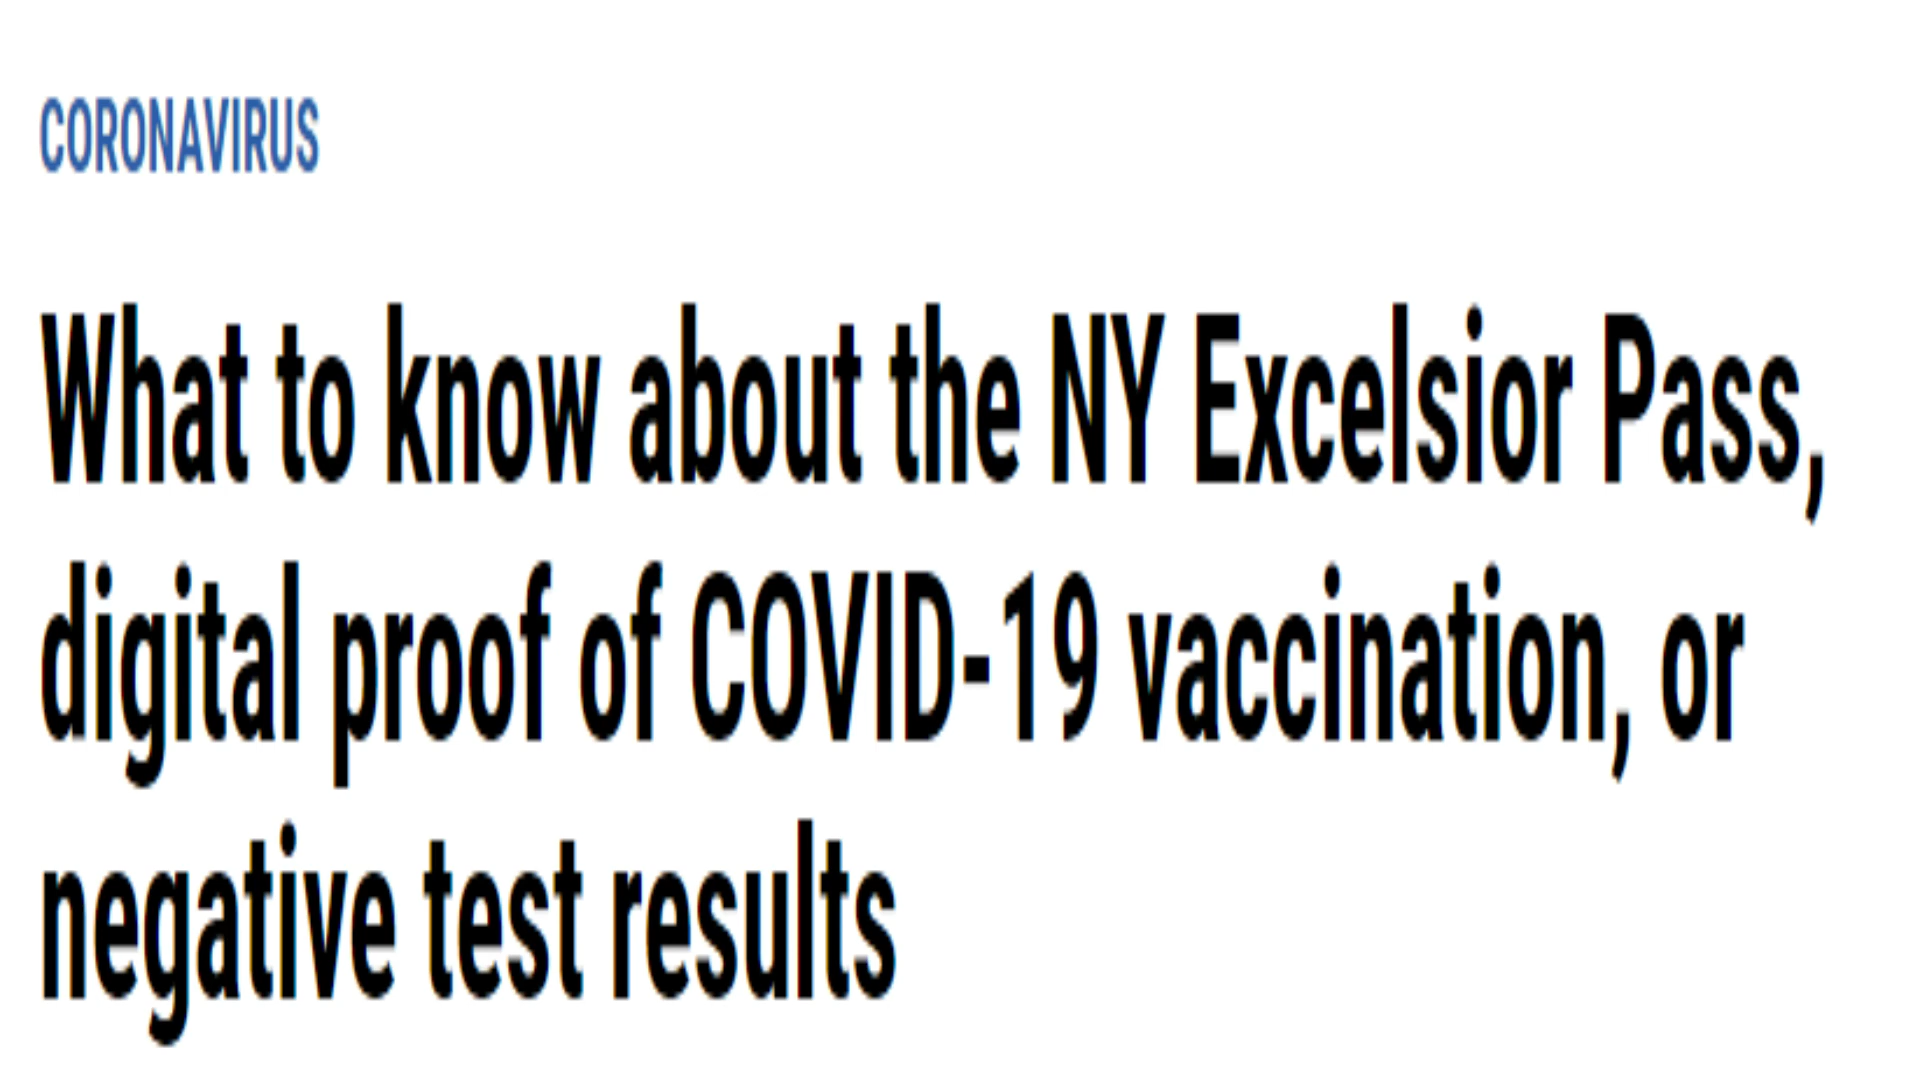 CORONAVIRUS
What to know about the NY Excelsior Pass,
digital proof of COVID-19 vaccination, or
negative test results